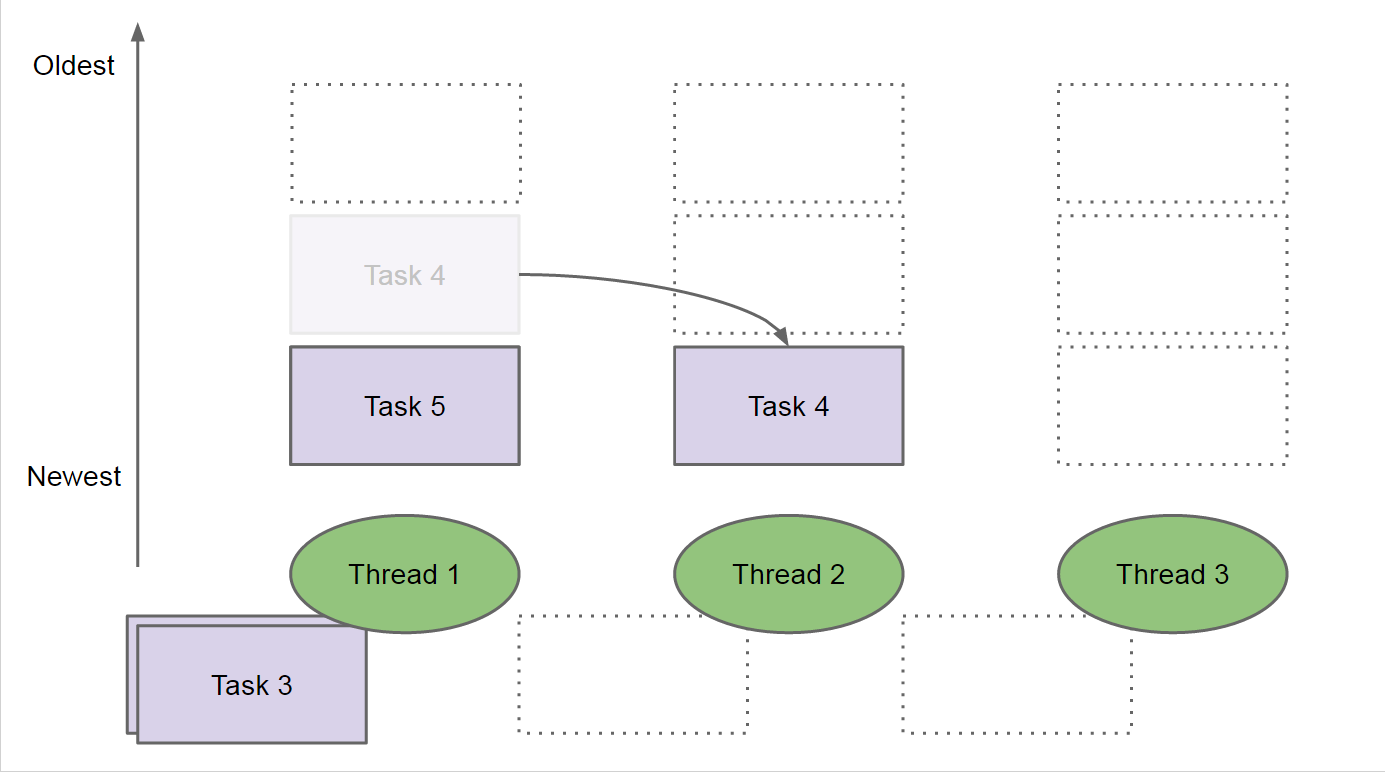 Oldest
Task 4
Task 5
Task 4
Newest
Thread 1
Thread 2
Thread 3
Task 3